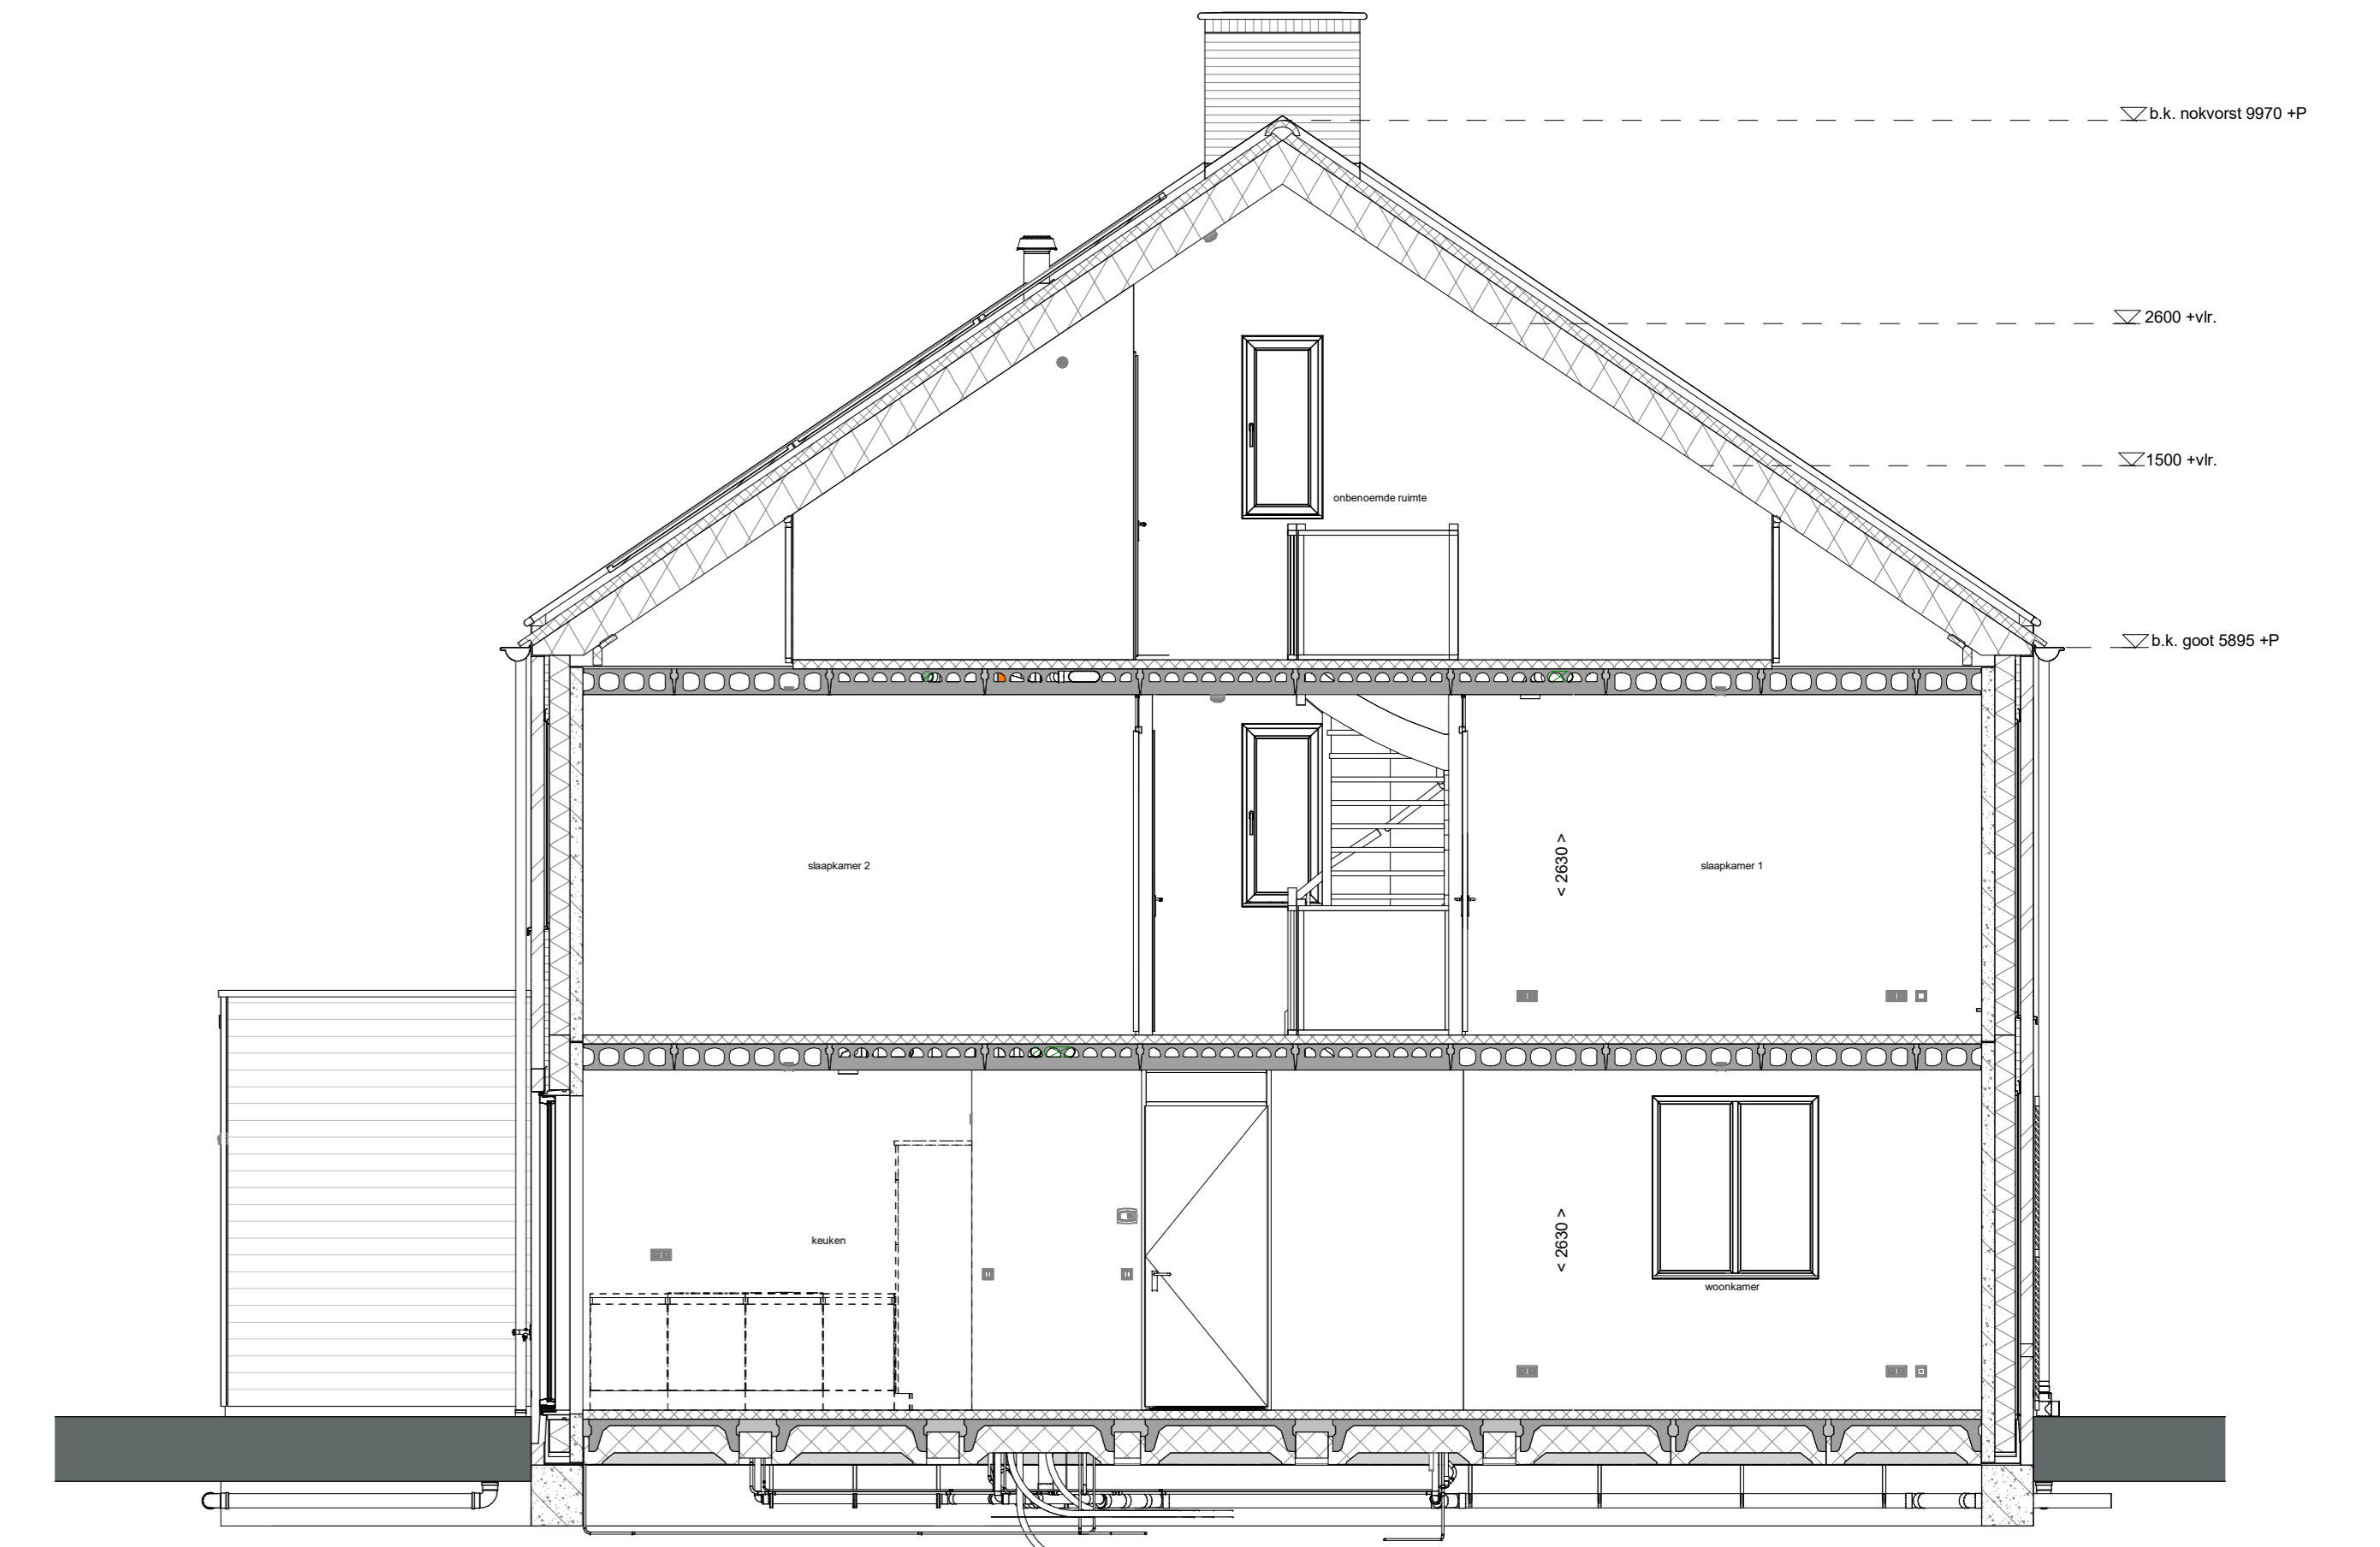 b.k. nokvorst 9970 +P
2600 +vlr.
1500 +vlr.
onbenoemde ruimte
b.k. goot 5895 +P
slaapkamer 2
< 2630 >
slaapkamer 1
keuken
< 2630 >
woonkamer